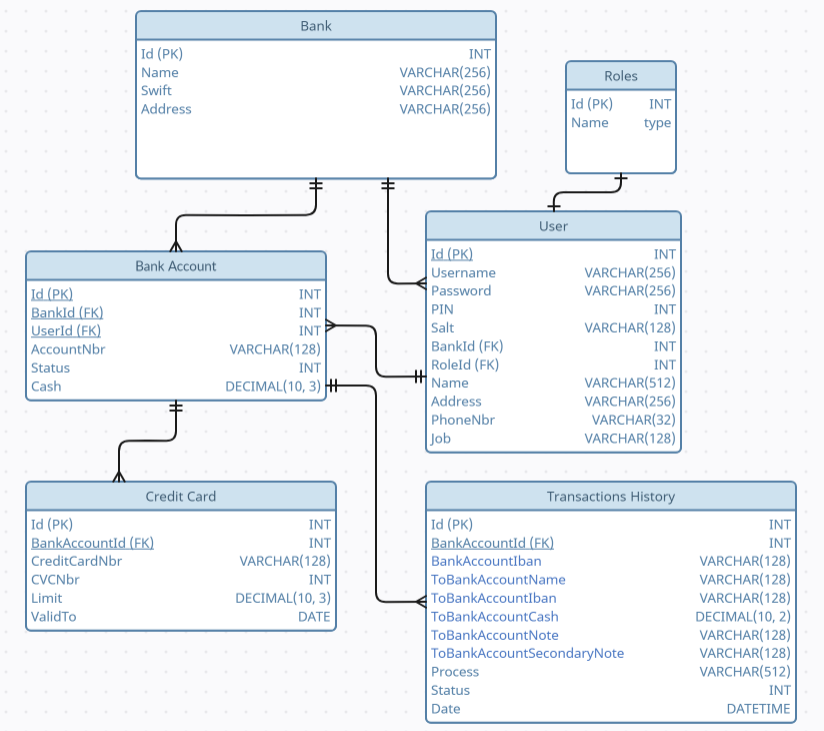 Bank
Id (PK) INT
Name VARCHAR(256)
Swift VARCHAR(256)
Address VARCHAR(256)
Roles
Id (PK) INT
Name type
User
Id (PK) INT
Username VARCHAR(256)
Password VARCHAR(256)
PIN INT
Salt VARCHAR(128)
BankId (FK) INT
RoleId (FK) INT
Name VARCHAR(512)
Address VARCHAR(256)
PhoneNbr VARCHAR(32)
Job VARCHAR(128)
Bank Account
Id (PK) INT
BankId (FK) INT
UserId (FK) INT
AccountNbr VARCHAR(128)
Status INT
Cash DECIMAL(10, 3)
Credit Card
Id (PK) INT
BankAccountId (FK) INT
CreditCardNbr VARCHAR(128)
CVCNbr INT
Limit DECIMAL(10, 3)
ValidTo DATE
Transactions History
Id (PK) INT
BankAccountId (FK) INT
BankAccountIban VARCHAR(128)
ToBankAccountName VARCHAR(128)
ToBankAccountIban VARCHAR(128)
ToBankAccountCash DECIMAL(10, 2)
ToBankAccountNote VARCHAR(128)
ToBankAccountSecondaryNote VARCHAR(128)
Process VARCHAR(512)
Status INT
Date DATETIME